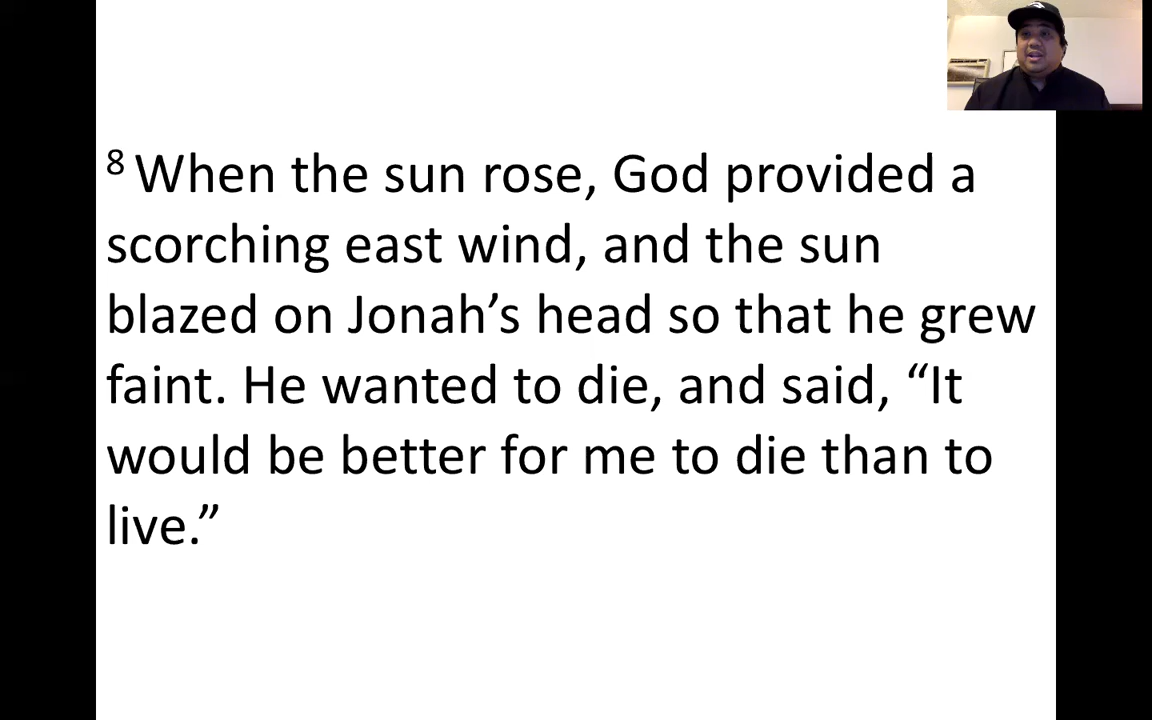 8 When the sun rose, God provided a
scorching east wind, and the sun
blazed on Jonah’s head so that he grew
faint. He wanted to die, and said, “It
would be better for me to die than to
live.”